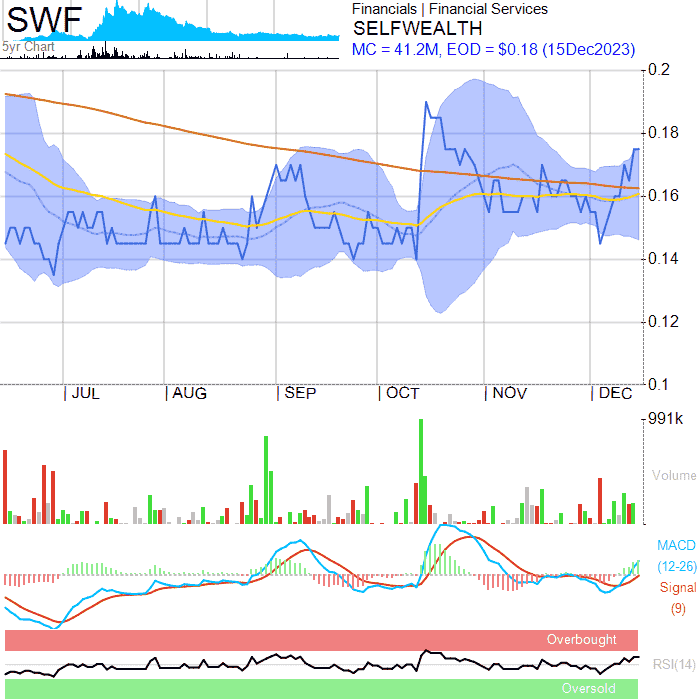 SWF
5yr Chart
Financials | Financial Services
SELFWEALTH
MC = 41.2M, EOD = $0.18 (15Dec2023)
0.2
0.18
0.16
0.14
0.12
0.1
JUL AUG SEP OCT NOV DEC
991k
Volume
MACD
(12-26)
Signal
(9)
Overbought
RSI(14)
Oversold